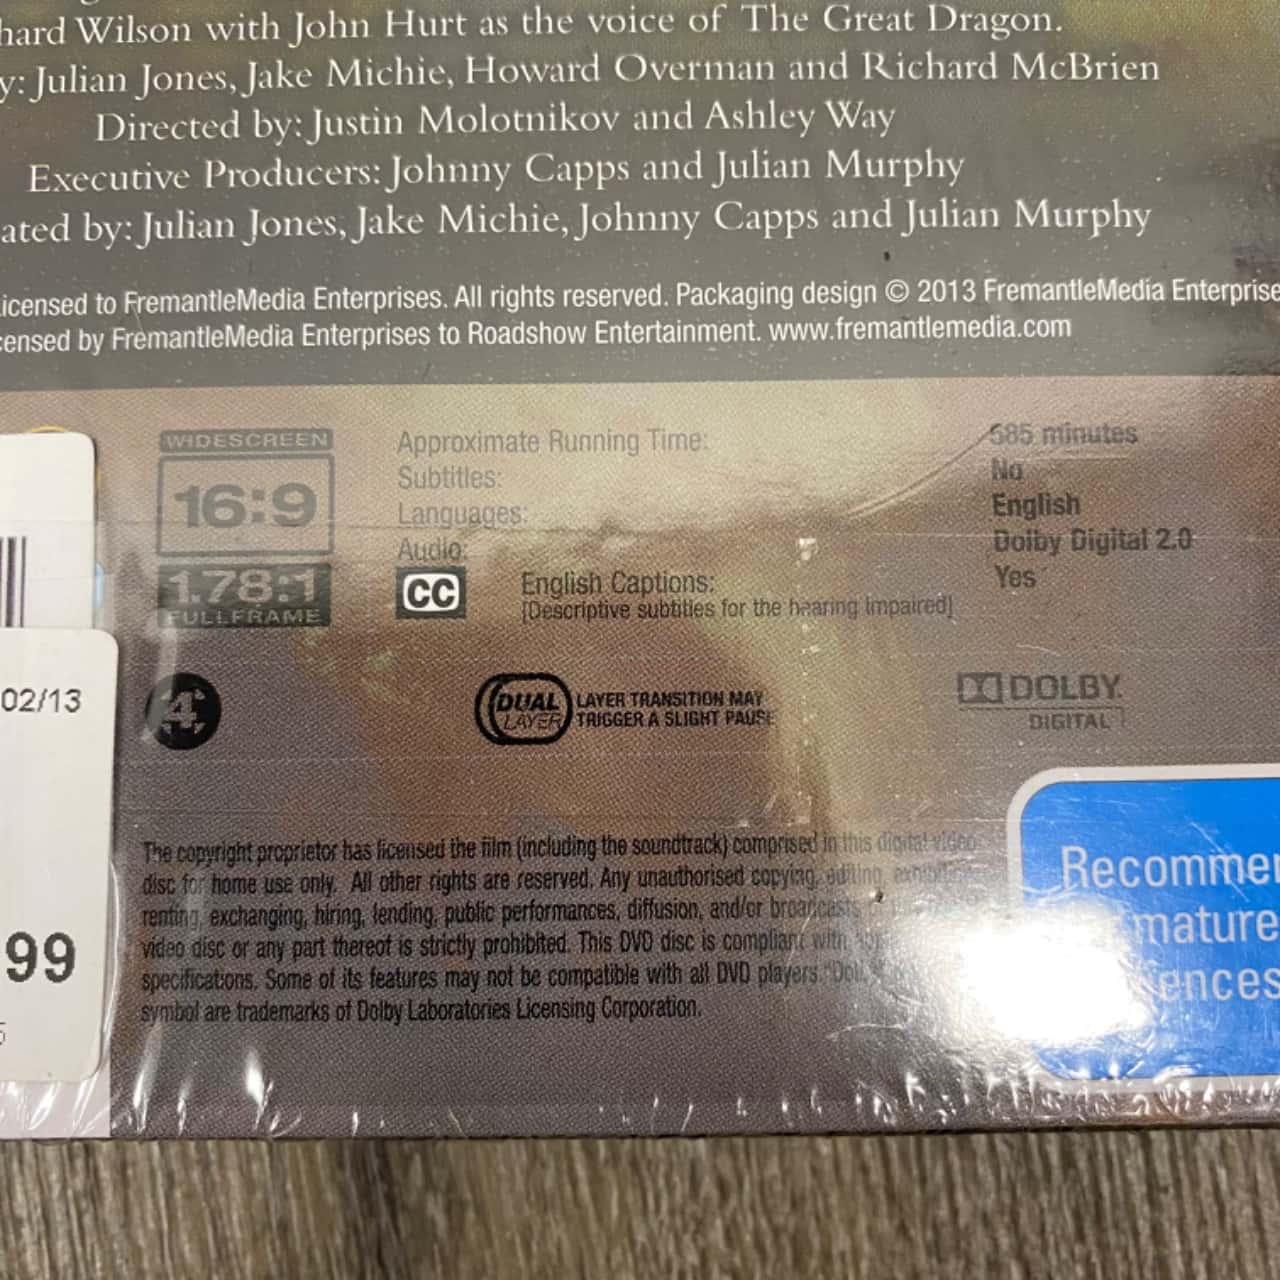 hard Wilson with John Hurt as the voice of The Great Dragon.
y: Julian Jones, Jake Michie, Howard Overman and Richard McBrien
Directed by: Justin Molotnikov and Ashley Way
Executive Producers: Johnny Capps and Julian Murphy
ated by: Julian Jones, Jake Michie, Johnny Capps and Julian Murphy
icensed to FremantleMedia Enterprises. All rights reserved. Packaging design © 2013 FremantleMedia Enterprise
censed by FremantleMedia Enterprises to Roadshow Entertainment. www.fremantlemedia.com
WIDESCREEN
16:9
1.78:1
FULLFRAME
Approximate Running Time: 585 minutes
Subtitles: No
Languages: English
Audio: Dolby Digital 2.0
CC English Captions: Yes
[Descriptive subtitles for the hearing impaired]
02/13
4
DUAL LAYER
LAYER TRANSITION MAY
TRIGGER A SLIGHT PAUSE
DOLBY
DIGITAL
The copyright proprietor has licensed the film (including the soundtrack) comprised in this digital video
disc for home use only. All other rights are reserved. Any unauthorised copying, editing, exhibition,
renting, exchanging, hiring, lending, public performances, diffusion, and/or broadcasts of
video disc or any part thereof is strictly prohibited. This DVD disc is compliant with
specifications. Some of its features may not be compatible with all DVD players.
symbol are trademarks of Dolby Laboratories Licensing Corporation.
99
5
Recommen
mature
ences